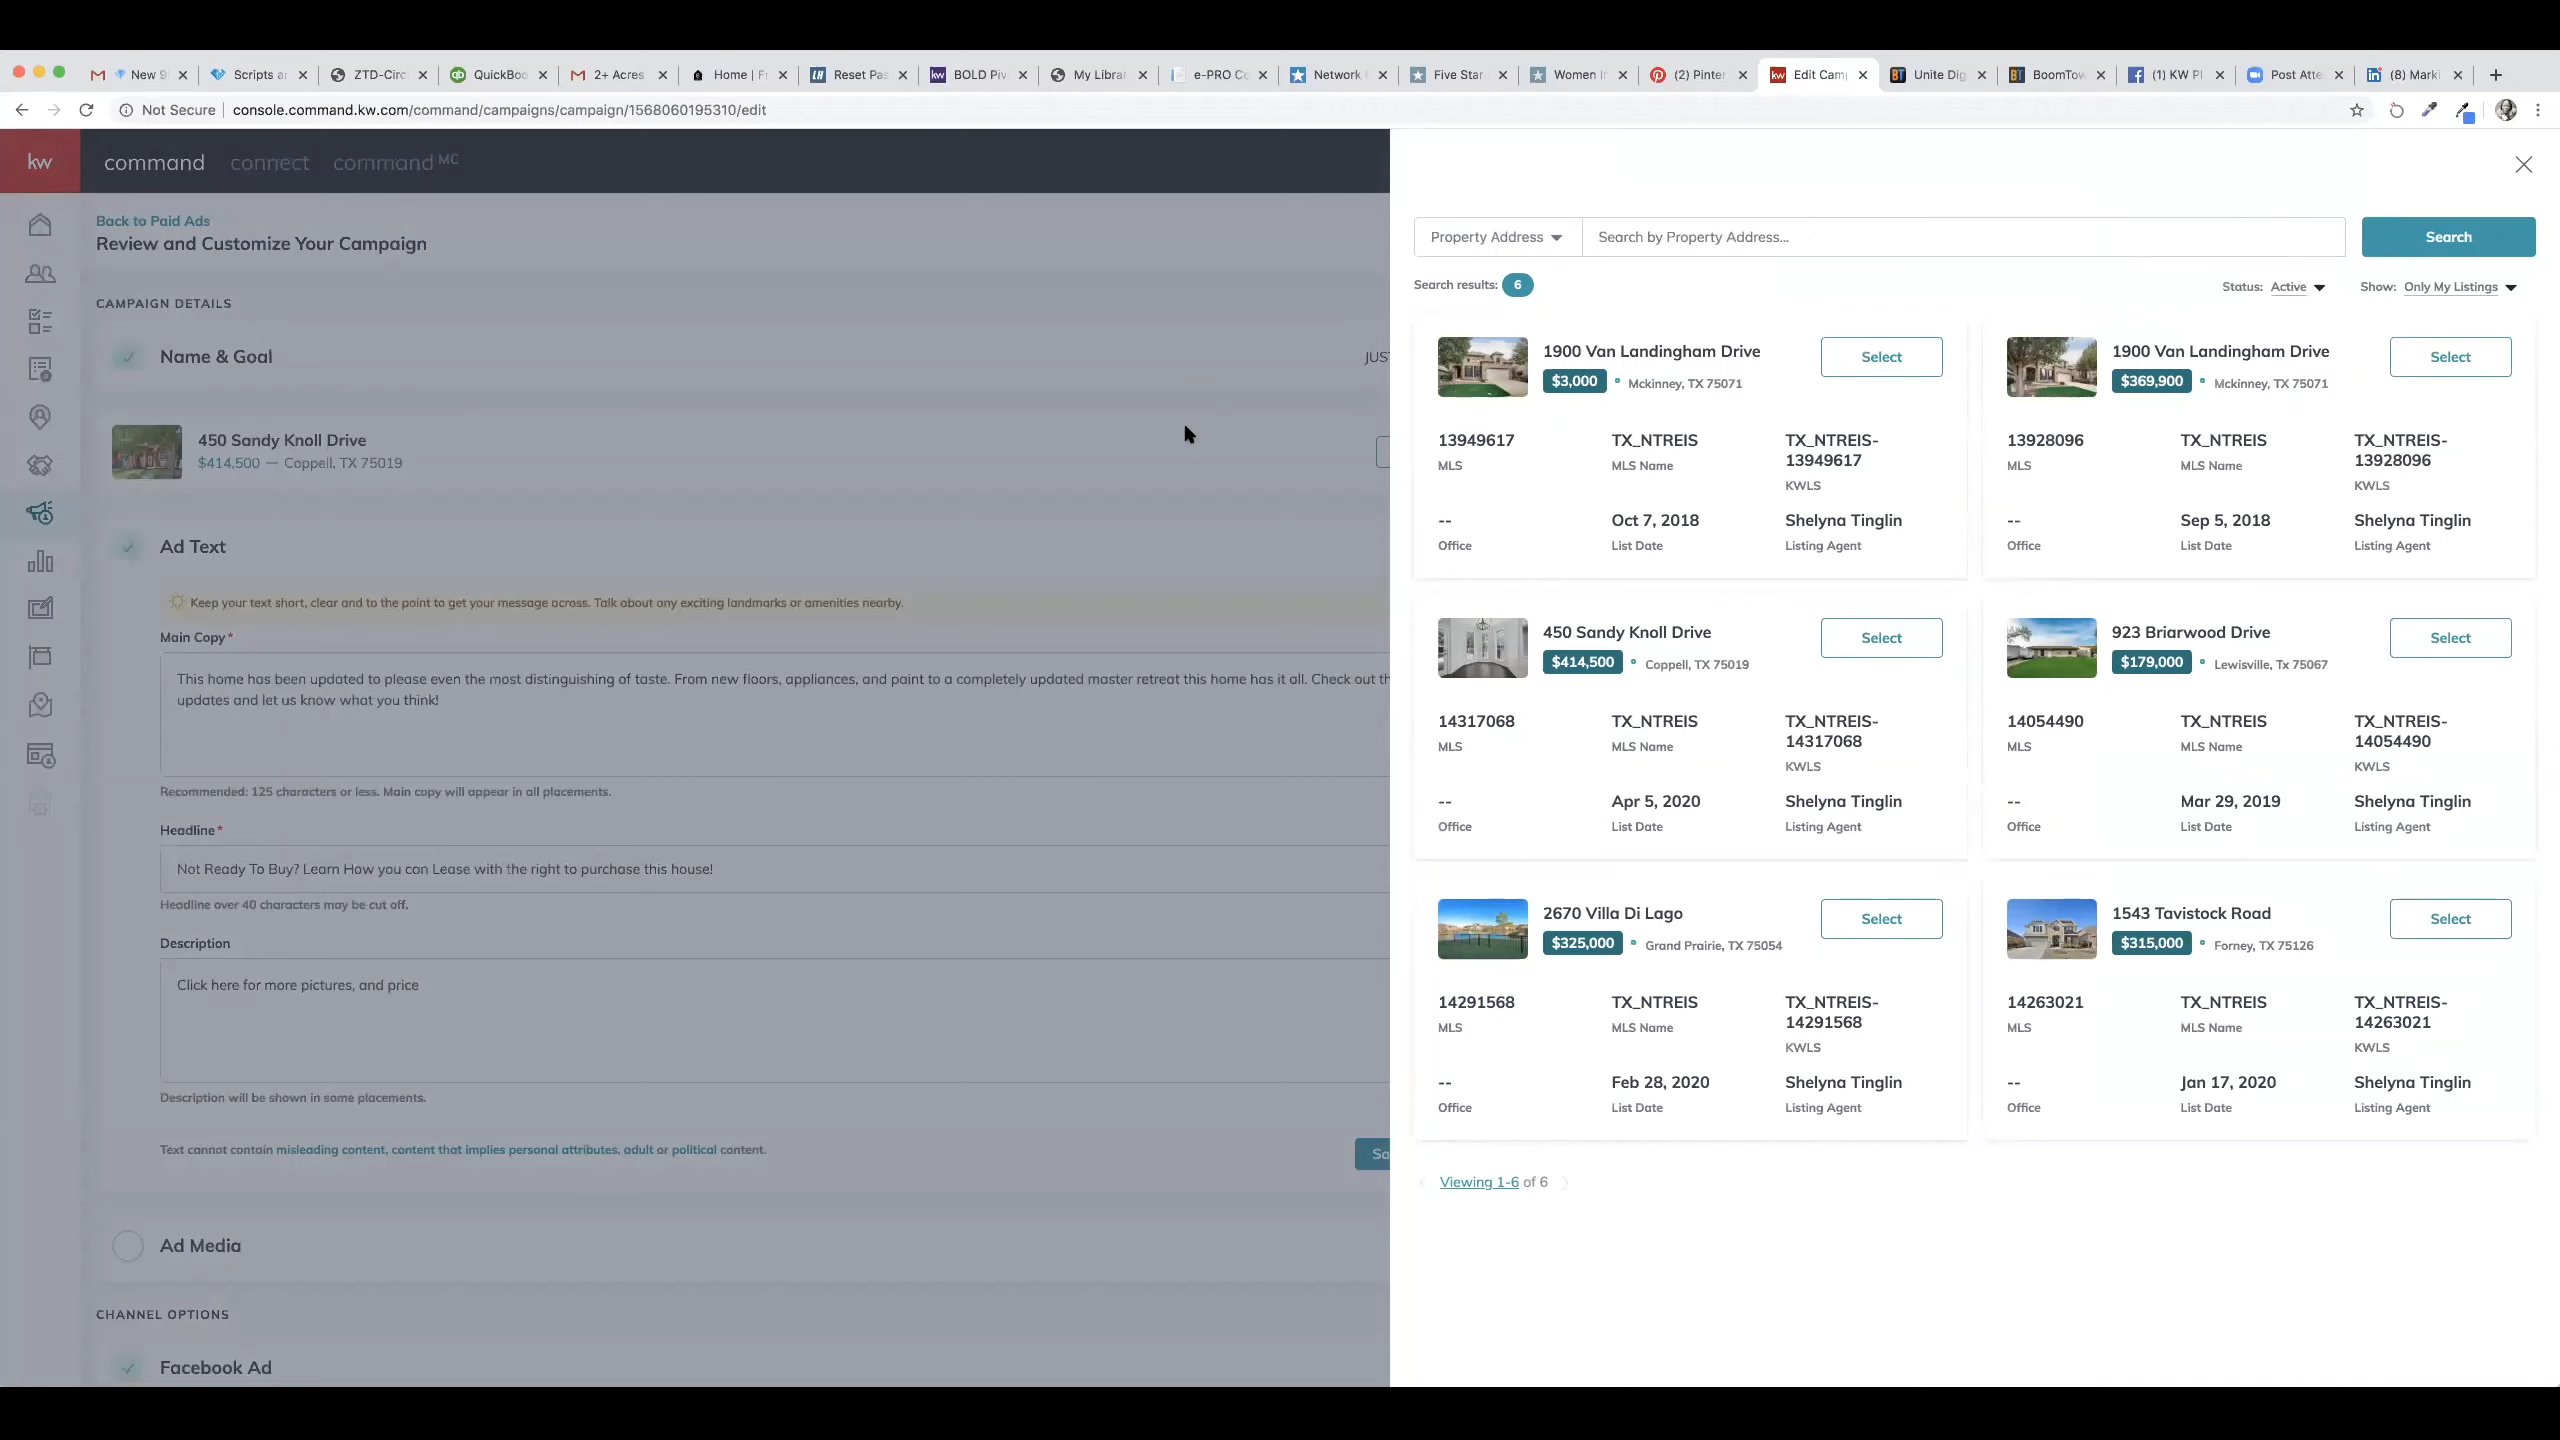 New 9
Scripts a
ZTD-Circ
QuickBoo
2+ Acres
Home | F
Reset Pa
BOLD Piv
My Libra
e-PRO Ce
Network
Five Star
Women I
(2) Pinter
Edit Camp
Unite Dig
BoomTow
(1) KW Pl
Post Atte
(8) Marki
Not Secure
console.command.kw.com/command/campaigns/campaign/1568060195310/edit
kw
command
connect
command MC
Back to Paid Ads
Review and Customize Your Campaign
CAMPAIGN DETAILS
Name & Goal
JUS
450 Sandy Knoll Drive
$414,500 — Coppell, TX 75019
Ad Text
Keep your text short, clear and to the point to get your message across. Talk about any exciting landmarks or amenities nearby.
Main Copy*
This home has been updated to please even the most distinguishing of taste. From new floors, appliances, and paint to a completely updated master retreat this home has it all. Check out th
updates and let us know what you think!
Recommended: 125 characters or less. Main copy will appear in all placements.
Headline*
Not Ready To Buy? Learn How you can Lease with the right to purchase this house!
Headline over 40 characters may be cut off.
Description
Click here for more pictures, and price
Description will be shown in some placements.
Text cannot contain misleading content, content that implies personal attributes, adult or political content.
Sa
Ad Media
CHANNEL OPTIONS
Facebook Ad
Property Address
Search by Property Address...
Search
Search results: 6
Status: Active
Show: Only My Listings
1900 Van Landingham Drive
$3,000 Mckinney, TX 75071
Select
13949617
MLS
TX_NTREIS
MLS Name
TX_NTREIS-
13949617
KWLS
--
Office
Oct 7, 2018
List Date
Shelyna Tinglin
Listing Agent
1900 Van Landingham Drive
$369,900 Mckinney, TX 75071
Select
13928096
MLS
TX_NTREIS
MLS Name
TX_NTREIS-
13928096
KWLS
--
Office
Sep 5, 2018
List Date
Shelyna Tinglin
Listing Agent
450 Sandy Knoll Drive
$414,500 Coppell, TX 75019
Select
14317068
MLS
TX_NTREIS
MLS Name
TX_NTREIS-
14317068
KWLS
--
Office
Apr 5, 2020
List Date
Shelyna Tinglin
Listing Agent
923 Briarwood Drive
$179,000 Lewisville, Tx 75067
Select
14054490
MLS
TX_NTREIS
MLS Name
TX_NTREIS-
14054490
KWLS
--
Office
Mar 29, 2019
List Date
Shelyna Tinglin
Listing Agent
2670 Villa Di Lago
$325,000 Grand Prairie, TX 75054
Select
14291568
MLS
TX_NTREIS
MLS Name
TX_NTREIS-
14291568
KWLS
--
Office
Feb 28, 2020
List Date
Shelyna Tinglin
Listing Agent
1543 Tavistock Road
$315,000 Forney, TX 75126
Select
14263021
MLS
TX_NTREIS
MLS Name
TX_NTREIS-
14263021
KWLS
--
Office
Jan 17, 2020
List Date
Shelyna Tinglin
Listing Agent
Viewing 1-6 of 6